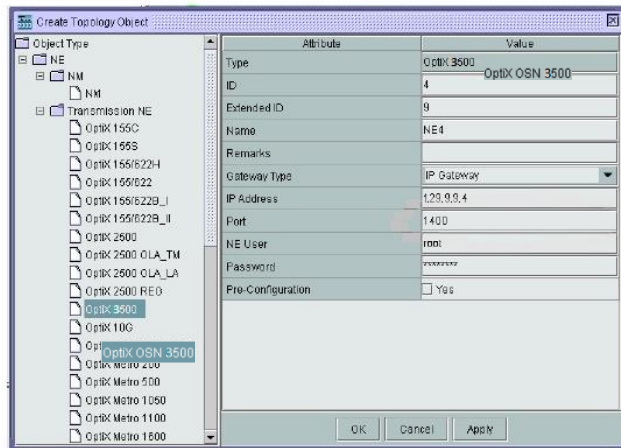 Create Topology Object
Object Type
NE
NM
NM
Transmission NE
OptiX 155C
OptiX 155S
OptiX 155/622H
OptiX 155/622
OptiX 155/622B_I
OptiX 155/622B_II
OptiX 2500
OptiX 2500 OLA_TM
OptiX 2500 OLA_LA
OptiX 2500 REG
OptiX 3500
OptiX 10G
OptiX OSN 3500
OptiX Metro 200
OptiX Metro 500
OptiX Metro 1050
OptiX Metro 1100
OptiX Metro 1600
Attribute Value
Type OptiX 3500
OptiX OSN 3500
ID 4
Extended ID 9
Name NE4
Remarks
Gateway Type IP Gateway
IP Address 129.9.9.4
Port 1400
NE User root
Password ********
Pre-Configuration Yes
OK Cancel Apply